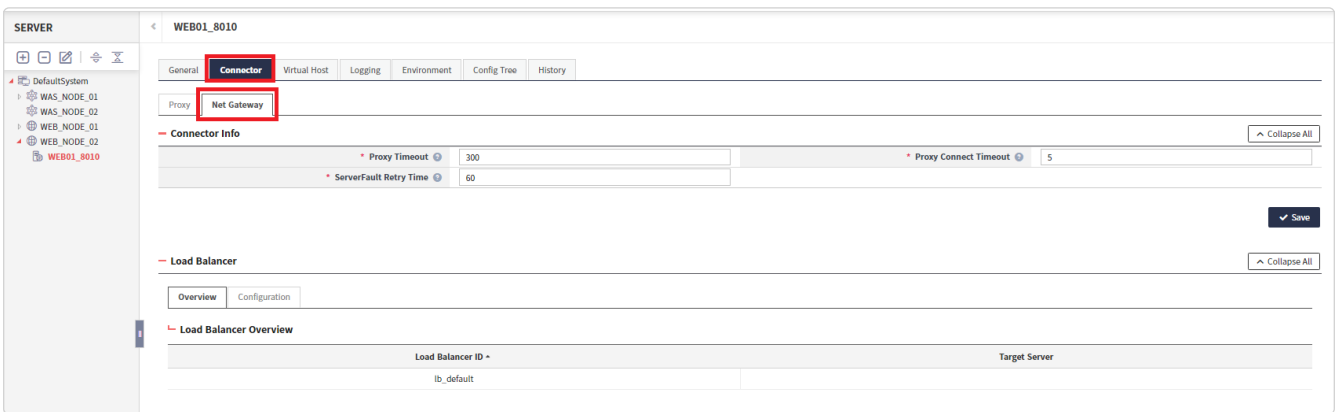 SERVER
WEB01_8010
DefaultSystem
WAS_NODE_01
WAS_NODE_02
WEB_NODE_01
WEB_NODE_02
WEB01_8010
General Connector Virtual Host Logging Environment Config Tree History
Proxy Net Gateway
Connector Info
Collapse All
* Proxy Timeout ? 300 * Proxy Connect Timeout ? 5
* ServerFault Retry Time ? 60
Save
Load Balancer
Collapse All
Overview Configuration
Load Balancer Overview
Load Balancer ID Target Server
lb_default